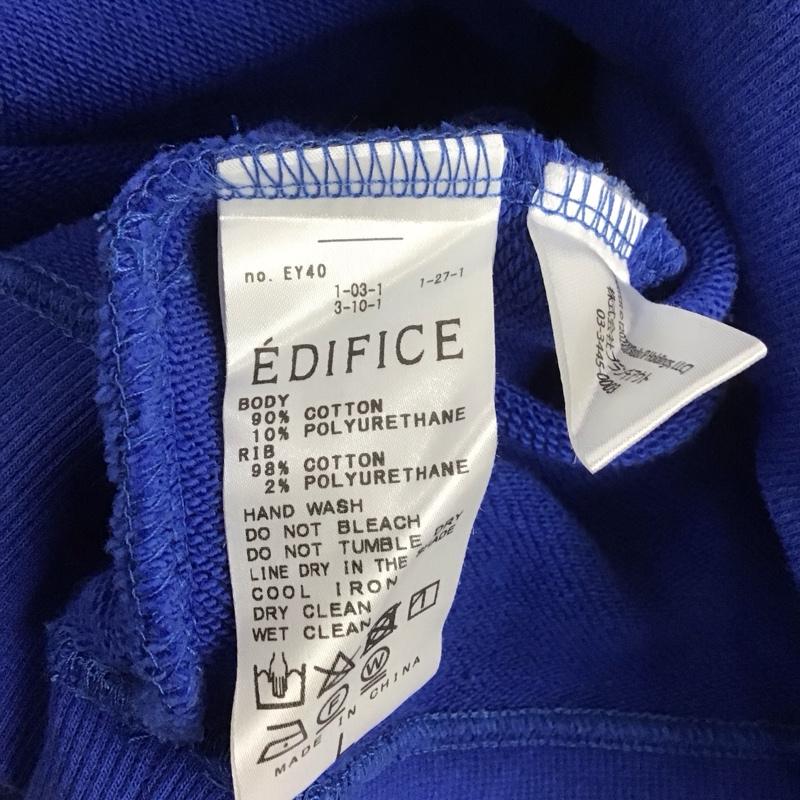 no. EY40
1-03-1 1-27-1
3-10-1
ÉDIFICE
BODY
90% COTTON
10% POLYURETHANE
RIB
98% COTTON
2% POLYURETHANE
HAND WASH
DO NOT BLEACH
DO NOT TUMBLE DRY
LINE DRY IN THE SHADE
COOL IRON
DRY CLEAN
WET CLEAN
F
W
MADE IN CHINA
03-3445-0